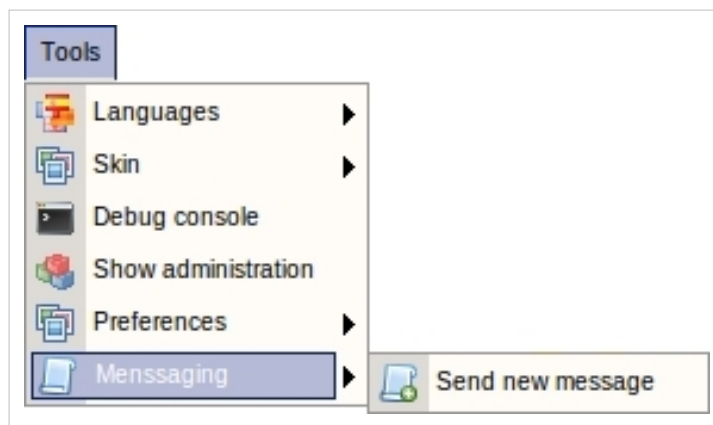 Tools
Languages
Skin
Debug console
Show administration
Preferences
Menssaging
Send new message